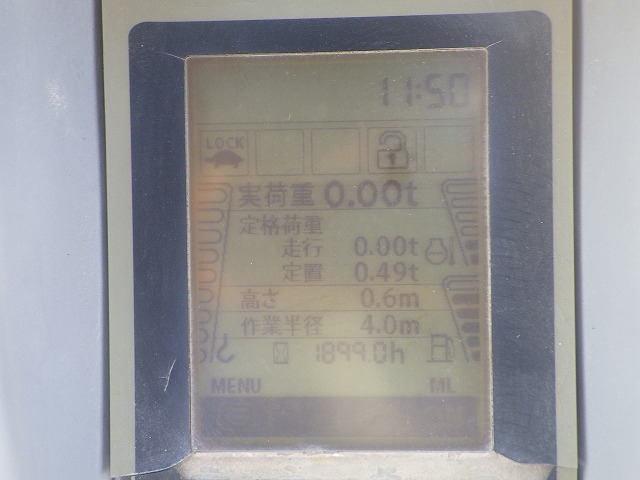 11:50
LOCK
実荷重 0.00t
定格荷重
走行 0.00t
定置 0.49t
高さ 0.6m
作業半径 4.0m
1899.0h
MENU ML